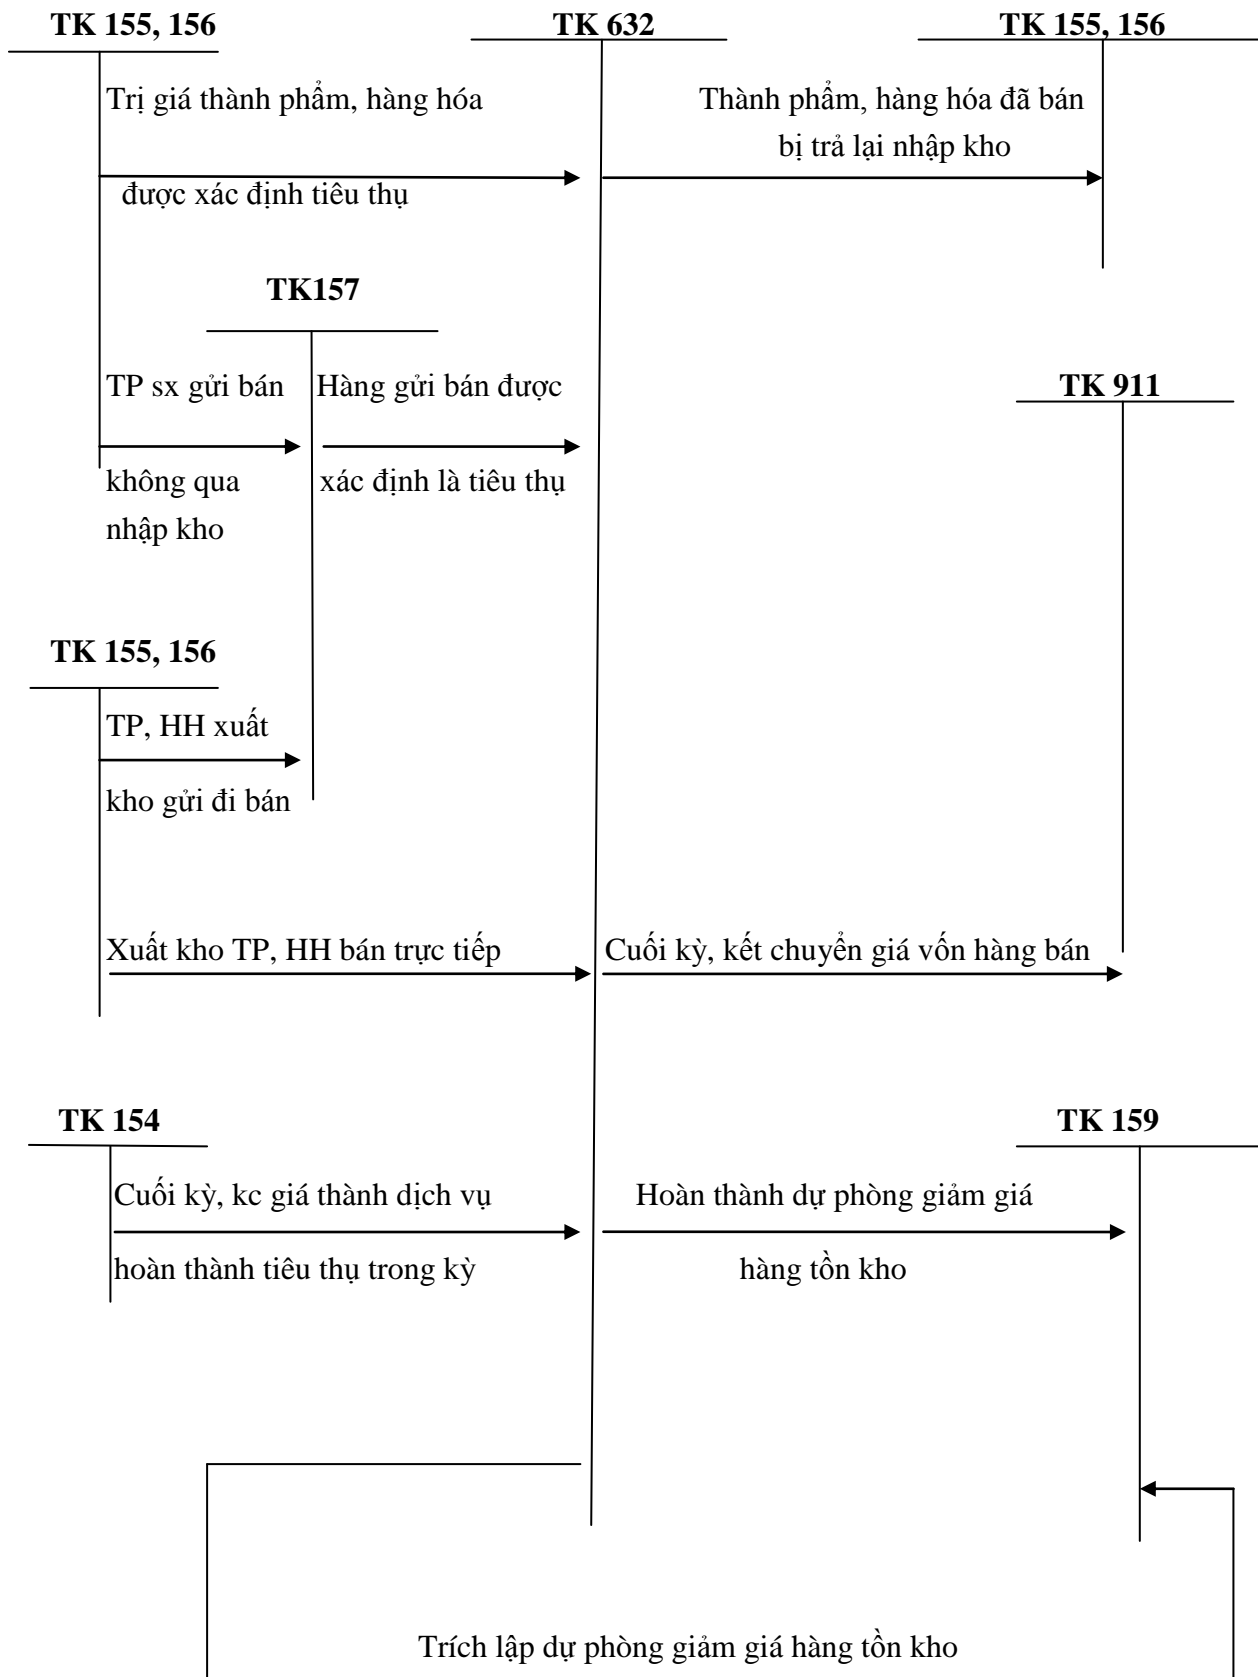 TK 155, 156
TK 632
TK 155, 156
Trị giá thành phẩm, hàng hóa
Thành phẩm, hàng hóa đã bán
bị trả lại nhập kho
được xác định tiêu thụ
TK157
TP sx gửi bán
Hàng gửi bán được
TK 911
không qua
xác định là tiêu thụ
nhập kho
TK 155, 156
TP, HH xuất
kho gửi đi bán
Xuất kho TP, HH bán trực tiếp
Cuối kỳ, kết chuyển giá vốn hàng bán
TK 154
TK 159
Cuối kỳ, kc giá thành dịch vụ
Hoàn thành dự phòng giảm giá
hoàn thành tiêu thụ trong kỳ
hàng tồn kho
Trích lập dự phòng giảm giá hàng tồn kho